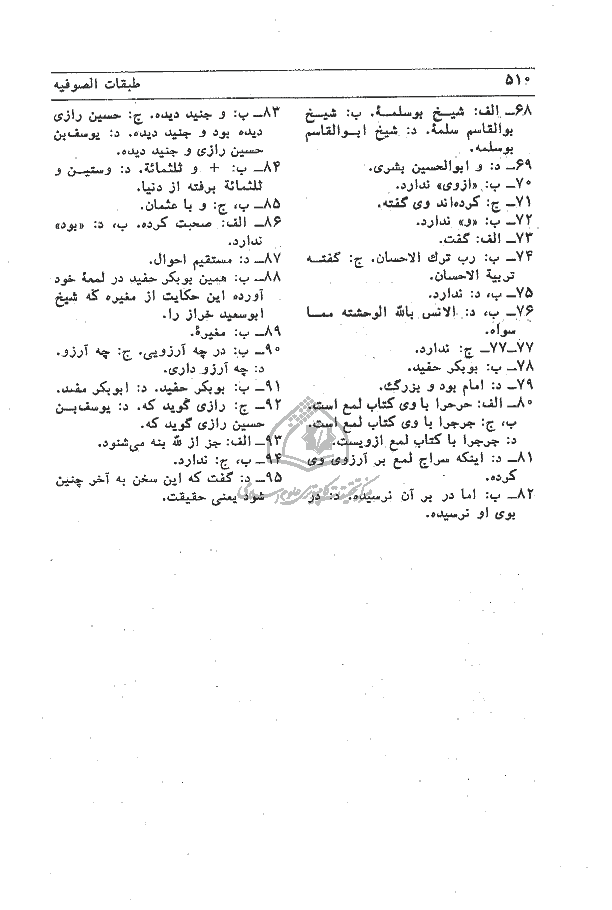 ۵۱۰
طبقات الصوفیه
۶۸ـ الف: شیخ بوسلمة. ب: شیخ
بوالقاسم سلمة. د: شیخ ابوالقاسم
بوسلمه.
۶۹ـ د: و ابوالحسین بشری.
۷۰ـ ب: «ازوی» ندارد.
۷۱ـ ج: کرده‌اند وی گفته.
۷۲ـ ب: «و» ندارد.
۷۳ـ الف: گفت.
۷۴ـ ب: رب ترك الاحسان. ج: گفته
تربیة الاحسان.
۷۵ـ ب، د: ندارد.
۷۶ـ ب، د: الانس بالله الوحشته مما
سواه.
۷۷ـ۷۷ـ ج: ندارد.
۷۸ـ ب: بوبکر حفید.
۷۹ـ د: امام بود و بزرگ.
۸۰ـ الف: حرحرا با وی کتاب لمع است.
ب، ج: جرجرا با وی کتاب لمع است.
د: جرجرا با کتاب لمع ازویست.
۸۱ـ د: اینکه سراج لمع بر آرزوی وی
کرده.
۸۲ـ ب: اما در بر آن نرسیده. د: در
بوی او نرسیده.
۸۳ـ ب: و جنید دیده. ج: حسین رازی
دیده بود و جنید دیده. د: یوسف‌بن
حسین رازی و جنید دیده.
۸۴ـ ب: + و ثلثمائة. د: وستین و
ثلثمائة برفته از دنیا.
۸۵ـ ب، ج: و با عثمان.
۸۶ـ الف: صحبت کرده. ب، د: «بود»
ندارد.
۸۷ـ د: مستقیم احوال.
۸۸ـ ب: همین بوبکر حفید در لمعهٔ خود
آورده این حکایت از مغیره که شیخ
ابوسعید خراز را.
۸۹ـ ب: مغیرة.
۹۰ـ ب: در چه آرزویی. ج: چه آرزو.
د: چه آرزو داری.
۹۱ـ ب: بوبکر حفید. د: ابوبکر مفید.
۹۲ـ ج: رازی گوید که. د: یوسف‌بن
حسین رازی گوید که.
۹۳ـ الف: جز از لله بنه می‌شنود.
۹۴ـ ب، ج: ندارد.
۹۵ـ د: گفت که این سخن به آخر چنین
شود یعنی حقیقت.